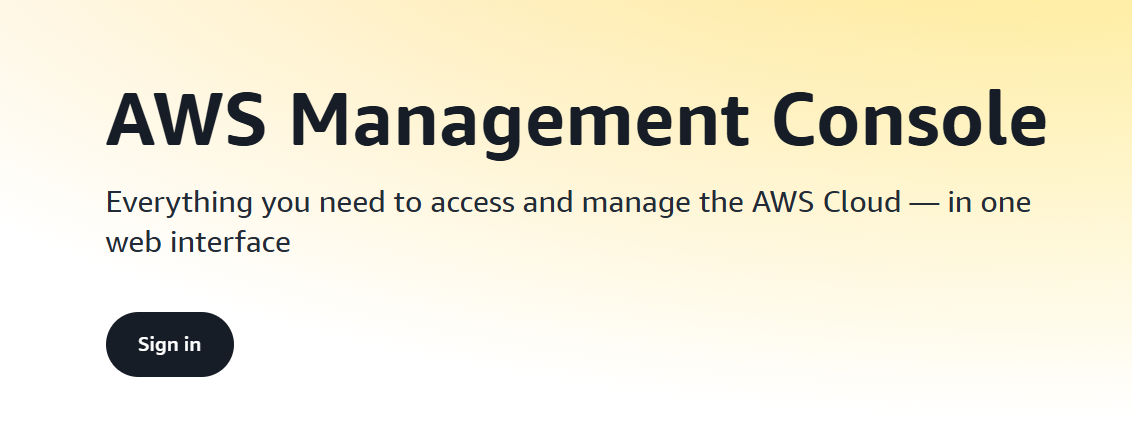 AWS Management Console
Everything you need to access and manage the AWS Cloud — in one
web interface
Sign in